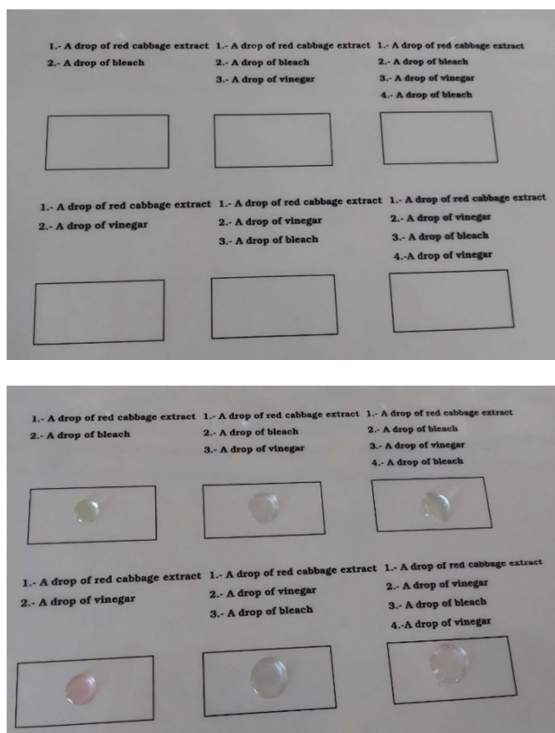 1.- A drop of red cabbage extract
2.- A drop of bleach
1.- A drop of red cabbage extract
2.- A drop of bleach
3.- A drop of vinegar
1.- A drop of red cabbage extract
2.- A drop of bleach
3.- A drop of vinegar
4.- A drop of bleach
1.- A drop of red cabbage extract
2.- A drop of vinegar
1.- A drop of red cabbage extract
2.- A drop of vinegar
3.- A drop of bleach
1.- A drop of red cabbage extract
2.- A drop of vinegar
3.- A drop of bleach
4.-A drop of vinegar
1.- A drop of red cabbage extract
2.- A drop of bleach
1.- A drop of red cabbage extract
2.- A drop of bleach
3.- A drop of vinegar
1.- A drop of red cabbage extract
2.- A drop of bleach
3.- A drop of vinegar
4.- A drop of bleach
1.- A drop of red cabbage extract
2.- A drop of vinegar
1.- A drop of red cabbage extract
2.- A drop of vinegar
3.- A drop of bleach
1.- A drop of red cabbage extract
2.- A drop of vinegar
3.- A drop of bleach
4.-A drop of vinegar